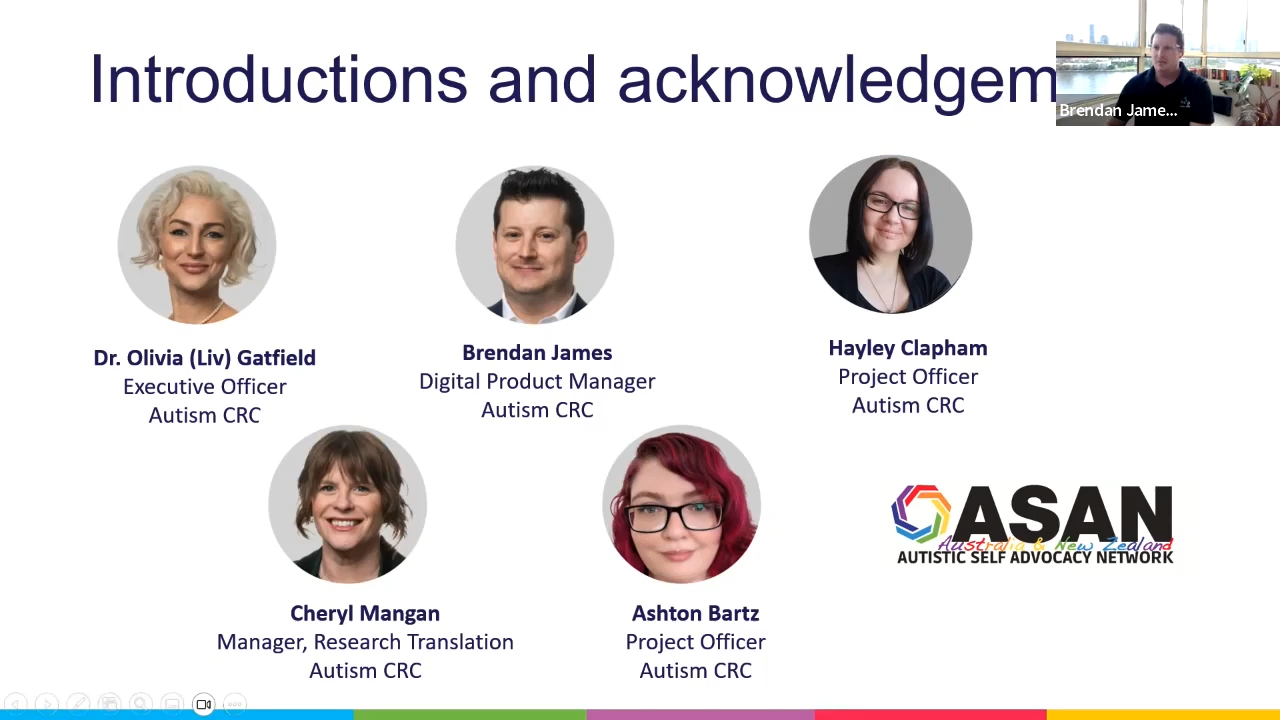 Introductions and acknowledgem
Brendan Jame...
Dr. Olivia (Liv) Gatfield
Executive Officer
Autism CRC
Brendan James
Digital Product Manager
Autism CRC
Hayley Clapham
Project Officer
Autism CRC
Cheryl Mangan
Manager, Research Translation
Autism CRC
Ashton Bartz
Project Officer
Autism CRC
ASAN
Australia & New Zealand
AUTISTIC SELF ADVOCACY NETWORK